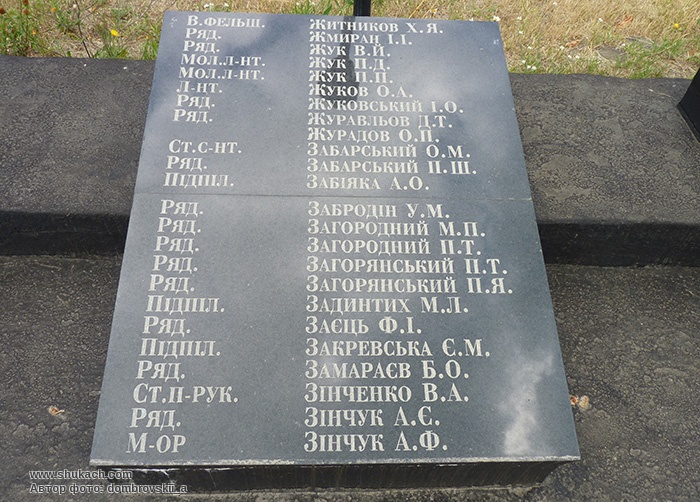 В.ФЕЛЬШ. ЖИТНИКОВ Х.Я.
РЯД. ЖМИРАН І.І.
РЯД. ЖУК В.Й.
МОЛ.Л-НТ. ЖУК П.Д.
МОЛ.Л-НТ. ЖУК П.П.
Л-НТ. ЖУКОВ О.А.
РЯД. ЖУКОВСЬКИЙ І.О.
РЯД. ЖУРАВЛЬОВ Д.Т.
ЖУРАДОВ О.П.
СТ.С-НТ. ЗАБАРСЬКИЙ О.М.
РЯД. ЗАБАРСЬКИЙ П.Ш.
ПІДПІЛ. ЗАБІЯКА А.О.
РЯД. ЗАБРОДІН У.М.
РЯД. ЗАГОРОДНИЙ М.П.
РЯД. ЗАГОРОДНИЙ П.Т.
РЯД. ЗАГОРЯНСЬКИЙ П.Т.
РЯД. ЗАГОРЯНСЬКИЙ П.Я.
ПІДПІЛ. ЗАДИНТИХ М.Л.
РЯД. ЗАЄЦЬ Ф.І.
ПІДПІЛ. ЗАКРЕВСЬКА Є.М.
РЯД. ЗАМАРАЄВ Б.О.
СТ.П-РУК. ЗІНЧЕНКО В.А.
РЯД. ЗІНЧУК А.Є.
М-ОР ЗІНЧУК А.Ф.
www.shukach.com
Автор фото: dombrovskii_a